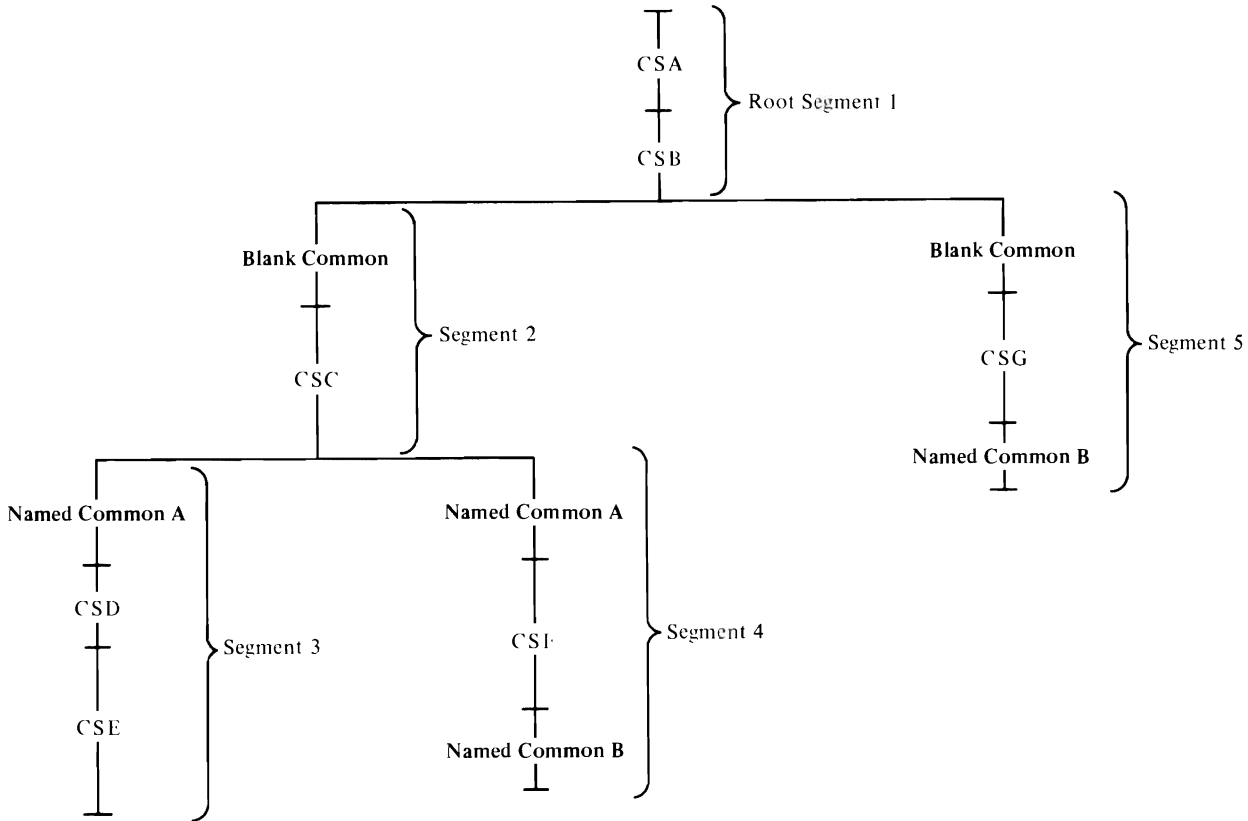 CSA
Root Segment 1
CSB
Blank Common
Segment 2
CSC
Blank Common
CSG
Segment 5
Named Common B
Named Common A
CSD
Segment 3
CSE
Named Common A
Segment 4
Named Common B